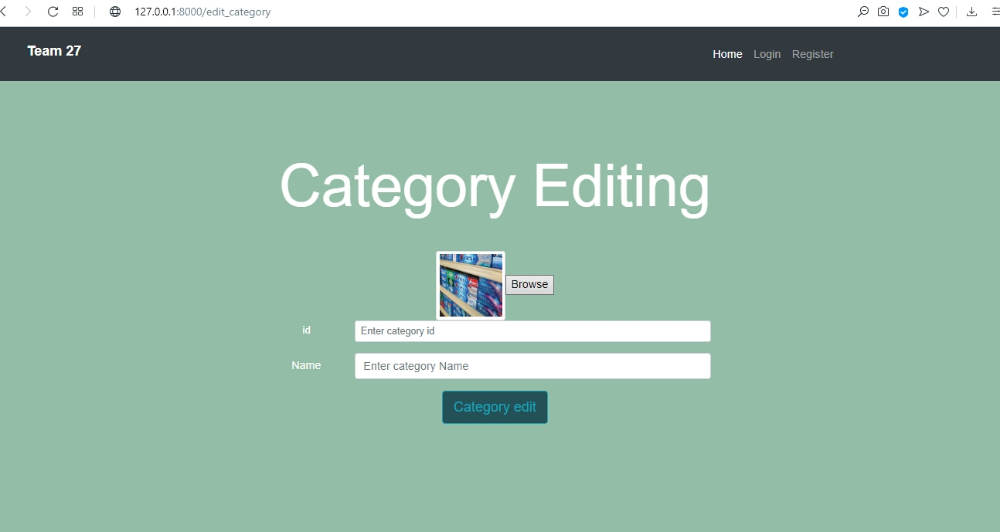 127.0.0.1:8000/edit_category
Team 27
Home Login Register
Category Editing
Browse
id
Enter category id
Name
Enter category Name
Category edit